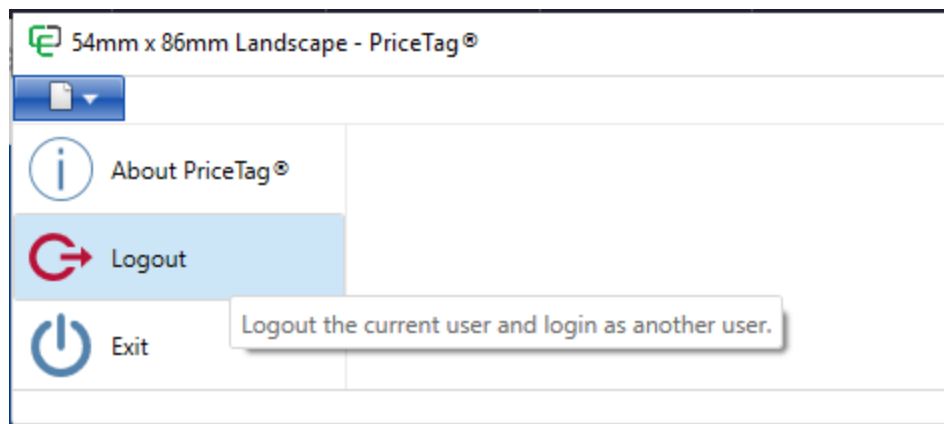 54mm x 86mm Landscape - PriceTag®
About PriceTag®
Logout
Logout the current user and login as another user.
Exit